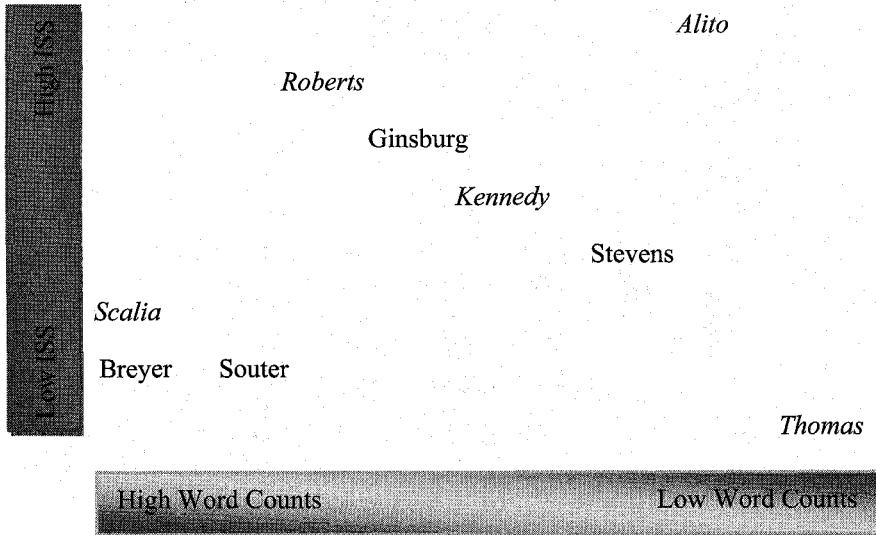 High ISS
Alito
Roberts
Ginsburg
Kennedy
Stevens
Scalia
Low ISS
Breyer Souter
Thomas
High Word Counts Low Word Counts